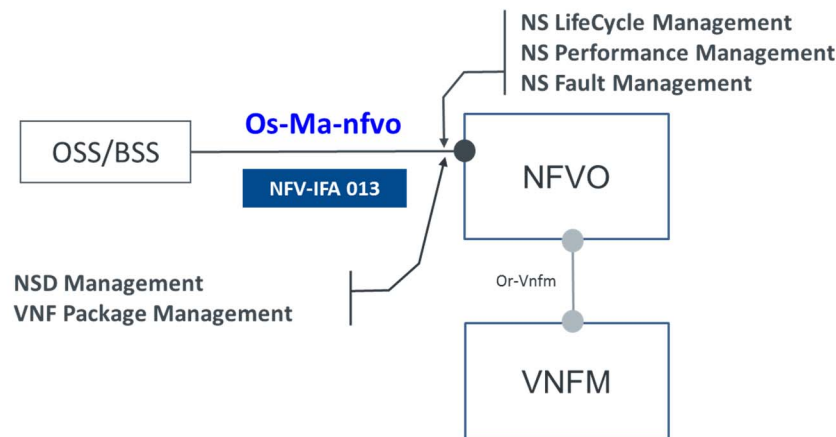 NS LifeCycle Management
NS Performance Management
NS Fault Management
Os-Ma-nfvo
OSS/BSS
NFVO
NFV-IFA 013
NSD Management
VNF Package Management
Or-Vnfm
VNFM